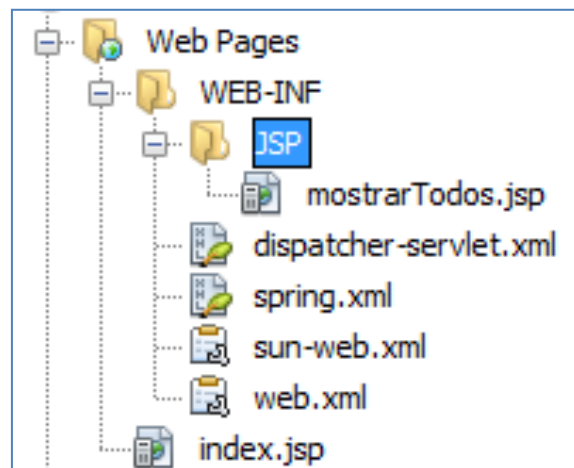 Web Pages
WEB-INF
JSP
mostrarTodos.jsp
dispatcher-servlet.xml
spring.xml
sun-web.xml
web.xml
index.jsp